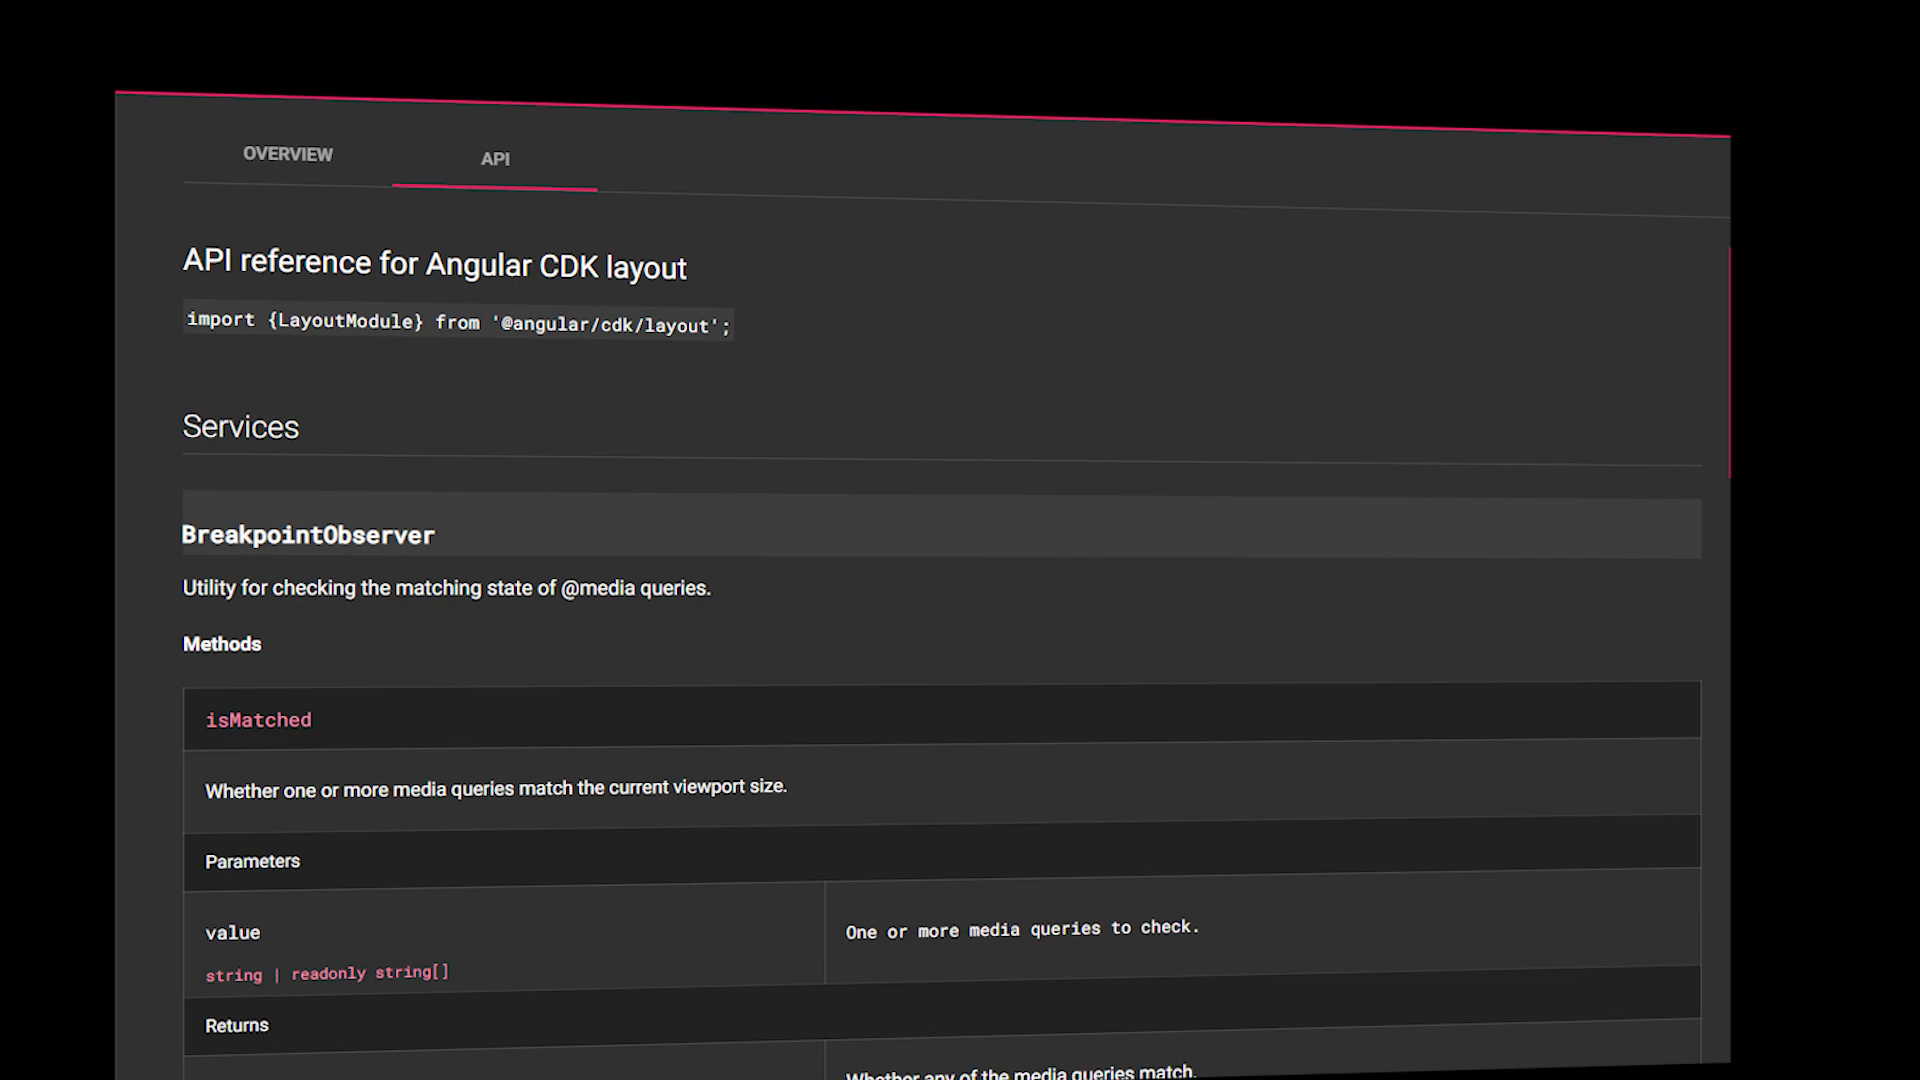 OVERVIEW API
API reference for Angular CDK layout
import {LayoutModule} from '@angular/cdk/layout';
Services
BreakpointObserver
Utility for checking the matching state of @media queries.
Methods
isMatched
Whether one or more media queries match the current viewport size.
Parameters
value
One or more media queries to check.
string | readonly string[]
Returns
Whether any of the media queries match.